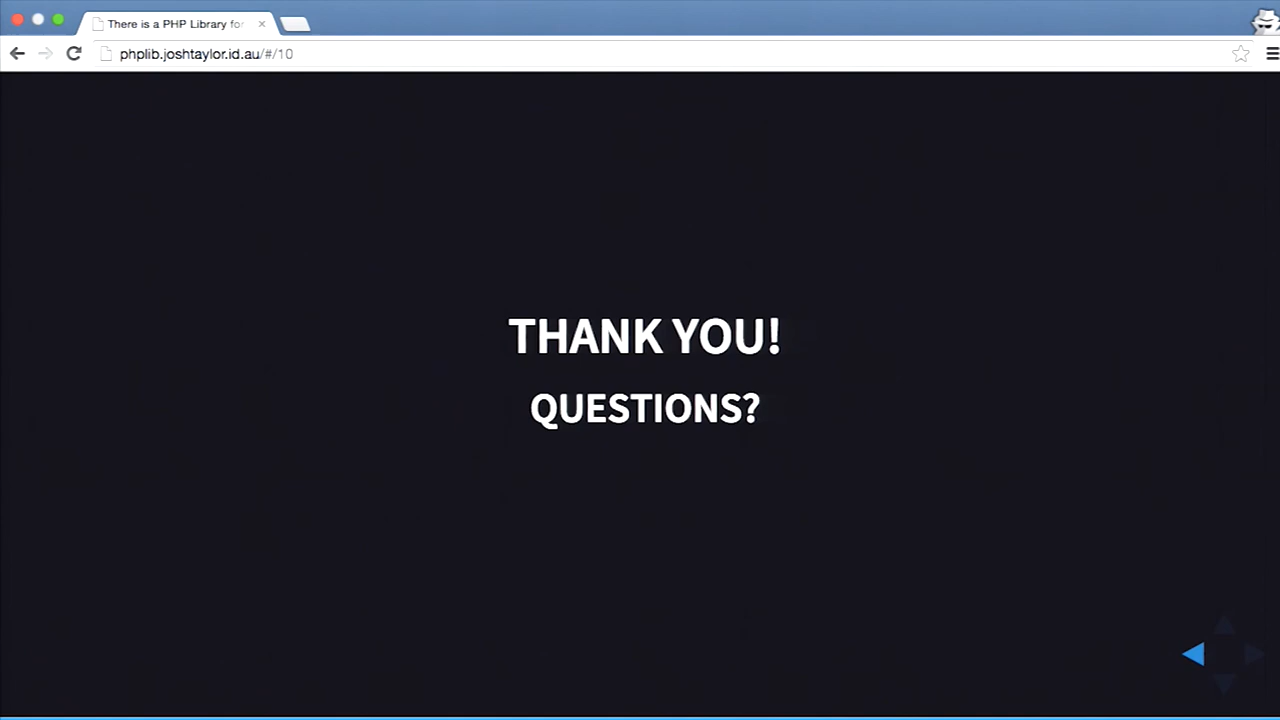 There is a PHP Library for
phplib.joshtaylor.id.au/#/10
THANK YOU!
QUESTIONS?